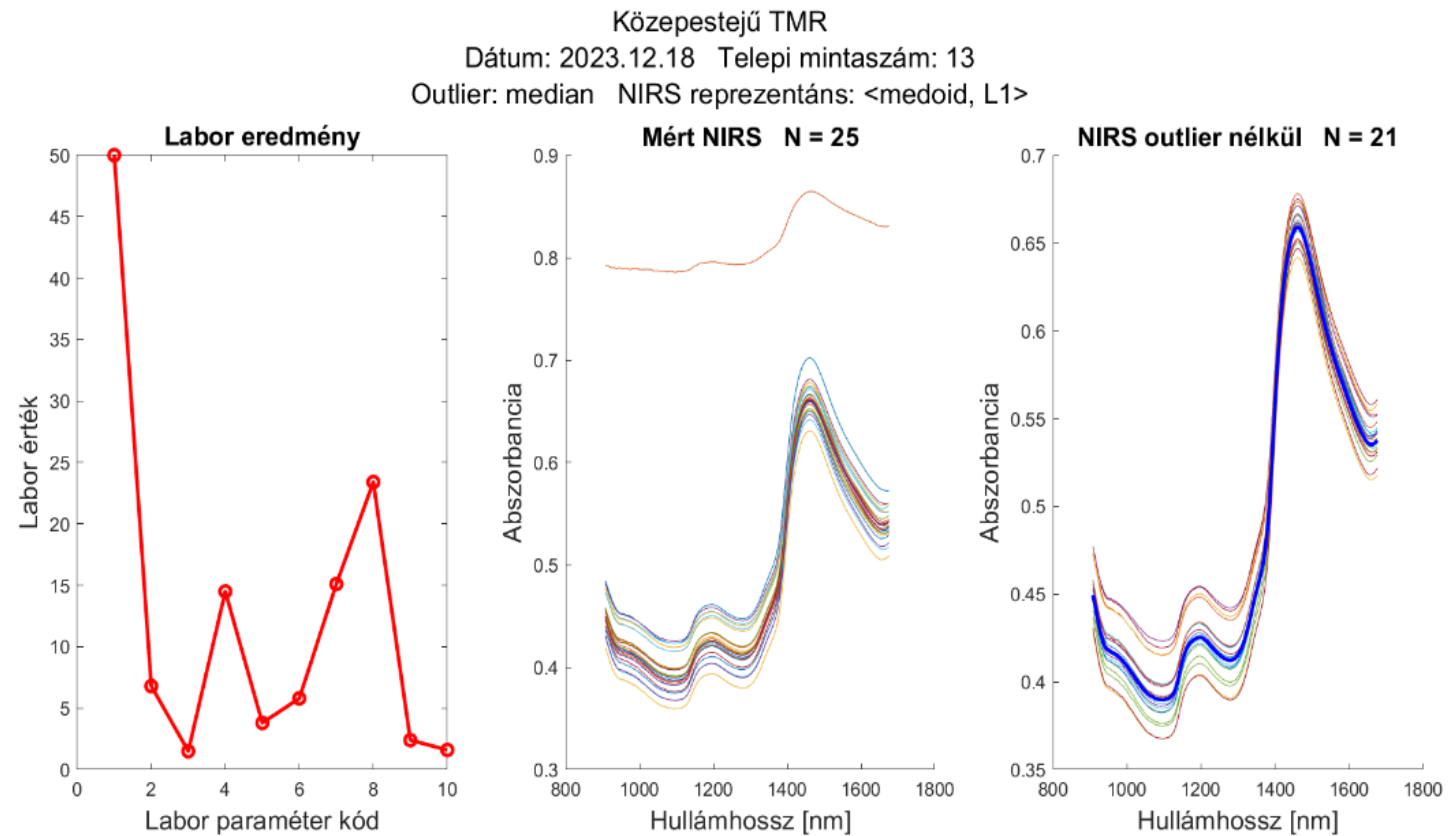 Közepestejű TMR
Dátum: 2023.12.18 Telepi mintaszám: 13
Outlier: median NIRS reprezentáns: <medoid, L1>
Labor eredmény
50
45
40
35
30
25
20
15
10
5
0
0 2 4 6 8 10
Labor érték
Labor paraméter kód
Mért NIRS N = 25
0.9
0.8
0.7
0.6
0.5
0.4
0.3
800 1000 1200 1400 1600 1800
Abszorbancia
Hullámhossz [nm]
NIRS outlier nélkül N = 21
0.7
0.65
0.6
0.55
0.5
0.45
0.4
0.35
800 1000 1200 1400 1600 1800
Abszorbancia
Hullámhossz [nm]